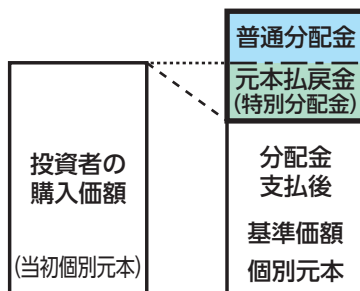 普通分配金
元本払戻金
(特別分配金)
投資者の
購入価額
(当初個別元本)
分配金
支払後
基準価額
個別元本